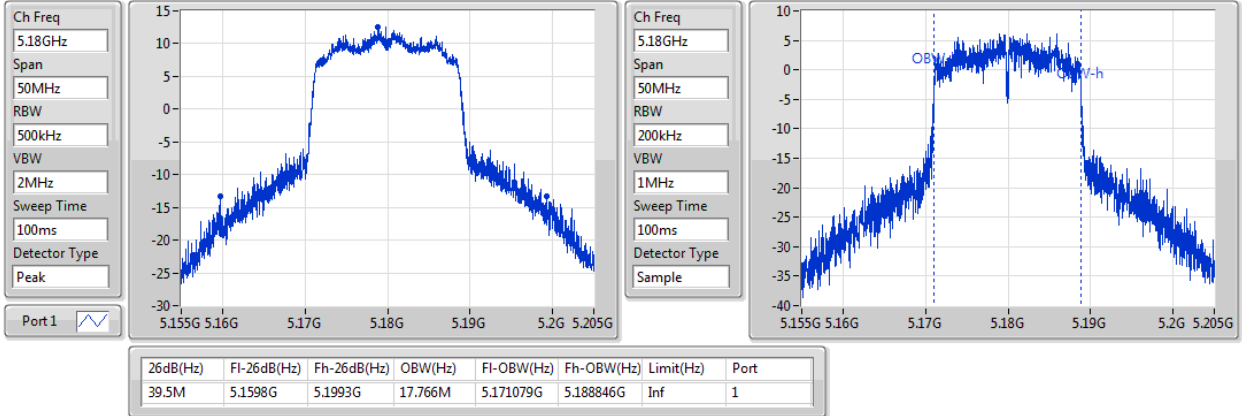 Ch Freq
5.18GHz
Span
50MHz
RBW
500kHz
VBW
2MHz
Sweep Time
100ms
Detector Type
Peak
Port 1
15
10
5
0
-5
-10
-15
-20
-25
-30
5.155G 5.16G 5.17G 5.18G 5.19G 5.2G 5.205G
Ch Freq
5.18GHz
Span
50MHz
RBW
200kHz
VBW
1MHz
Sweep Time
100ms
Detector Type
Sample
10
5
0
-5
-10
-15
-20
-25
-30
-35
-40
5.155G 5.16G 5.17G 5.18G 5.19G 5.2G 5.205G
26dB(Hz) Fl-26dB(Hz) Fh-26dB(Hz) OBW(Hz) Fl-OBW(Hz) Fh-OBW(Hz) Limit(Hz) Port
39.5M 5.1598G 5.1993G 17.766M 5.171079G 5.188846G Inf 1